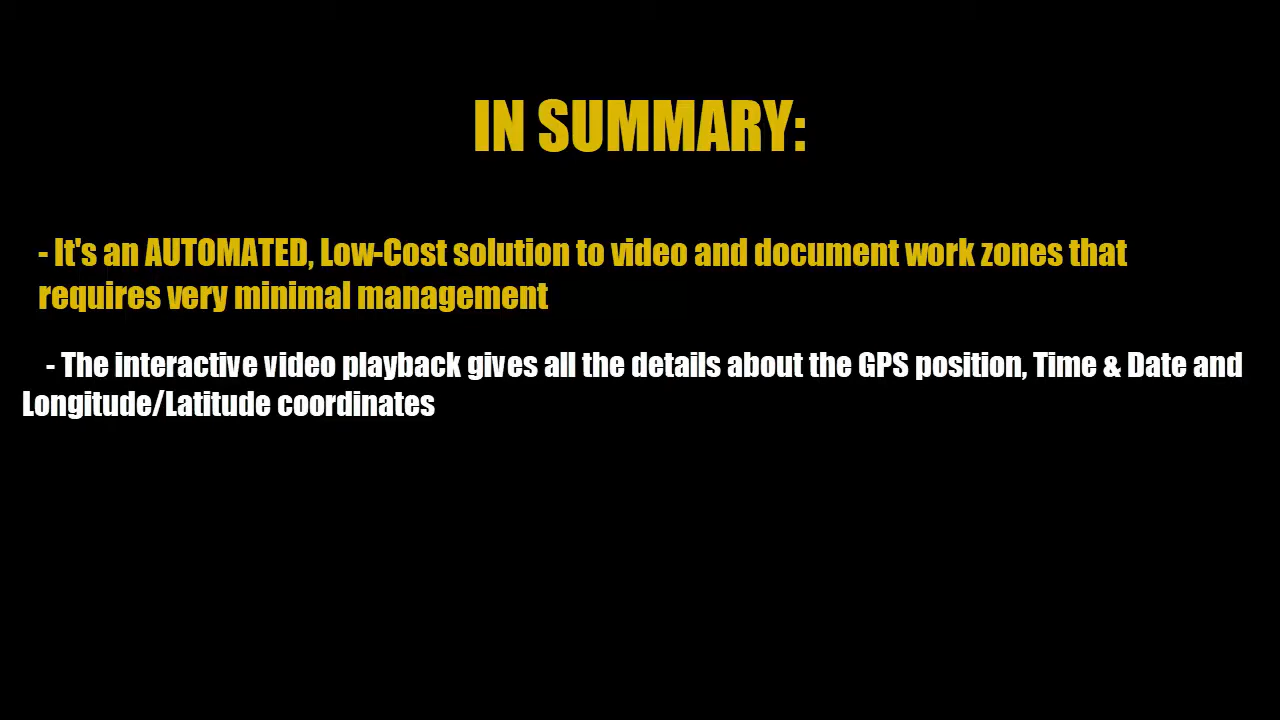 IN SUMMARY:
- It's an AUTOMATED, Low-Cost solution to video and document work zones that
requires very minimal management
- The interactive video playback gives all the details about the GPS position, Time & Date and
Longitude/Latitude coordinates